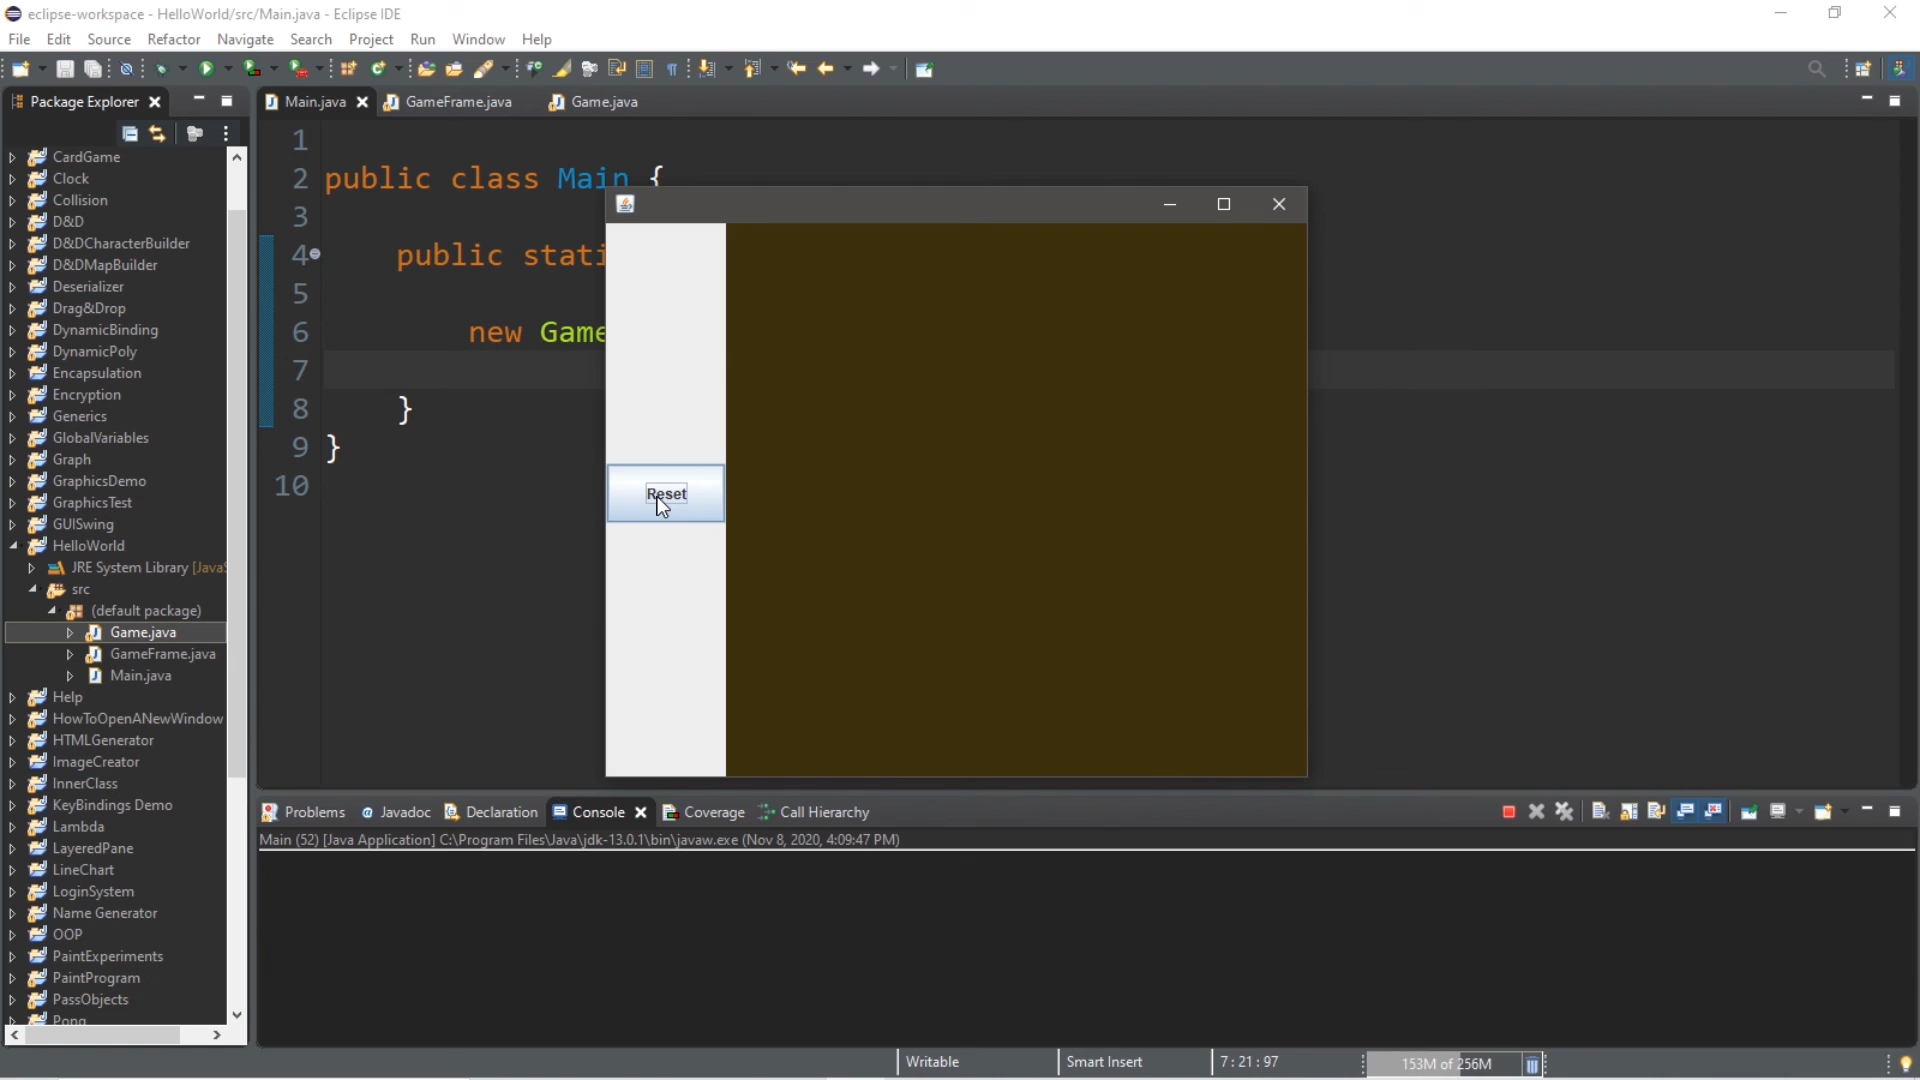 eclipse-workspace - HelloWorld/src/Main.java - Eclipse IDE
File Edit Source Refactor Navigate Search Project Run Window Help
Package Explorer
Main.java GameFrame.java Game.java
CardGame
Clock
Collision
D&D
D&DCharacterBuilder
D&DMapBuilder
Deserializer
Drag&Drop
DynamicBinding
DynamicPoly
Encapsulation
Encryption
Generics
GlobalVariables
Graph
GraphicsDemo
GraphicsTest
GUISwing
HelloWorld
JRE System Library [JavaS
src
(default package)
Game.java
GameFrame.java
Main.java
Help
HowToOpenANewWindow
HTMLGenerator
ImageCreator
InnerClass
KeyBindings Demo
Lambda
LayeredPane
LineChart
LoginSystem
Name Generator
OOP
PaintExperiments
PaintProgram
PassObjects
Pong
1
2 public class Main {
3
4 public stati
5
6 new Game
7
8 }
9 }
10
Reset
Problems Javadoc Declaration Console Coverage Call Hierarchy
Main (52) [Java Application] C:\Program Files\Java\jdk-13.0.1\bin\javaw.exe (Nov 8, 2020, 4:09:47 PM)
Writable Smart Insert 7 : 21 : 97 153M of 256M